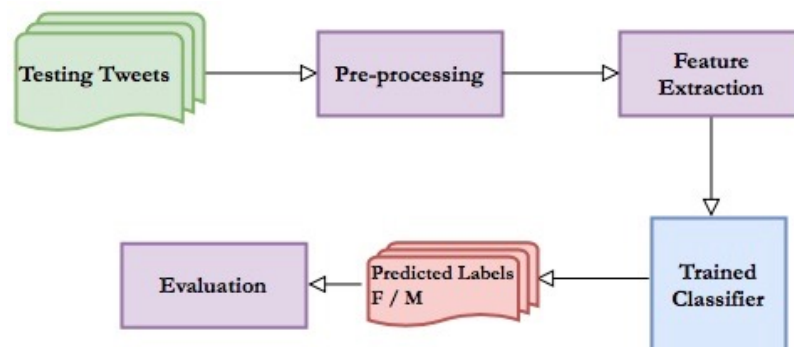 Testing Tweets
Pre-processing
Feature
Extraction
Trained
Classifier
Predicted Labels
F / M
Evaluation